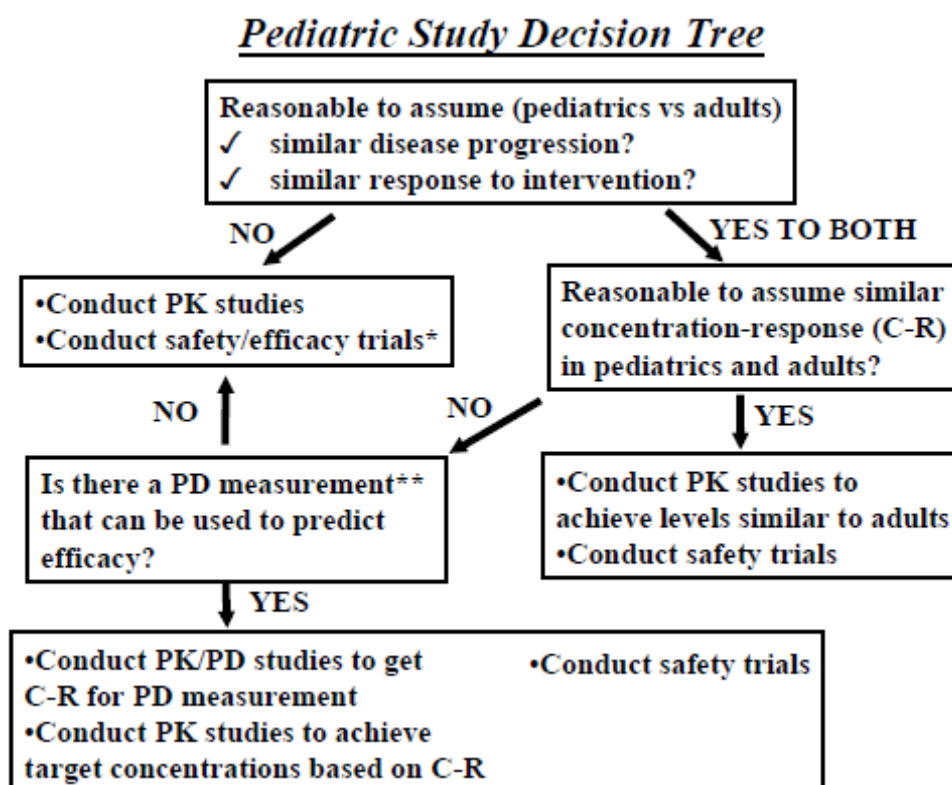 Pediatric Study Decision Tree
Reasonable to assume (pediatrics vs adults)
✓ similar disease progression?
✓ similar response to intervention?
NO
YES TO BOTH
•Conduct PK studies
•Conduct safety/efficacy trials*
Reasonable to assume similar
concentration-response (C-R)
in pediatrics and adults?
NO
NO
YES
Is there a PD measurement**
that can be used to predict
efficacy?
•Conduct PK studies to
achieve levels similar to adults
•Conduct safety trials
YES
•Conduct PK/PD studies to get
C-R for PD measurement
•Conduct PK studies to achieve
target concentrations based on C-R
•Conduct safety trials